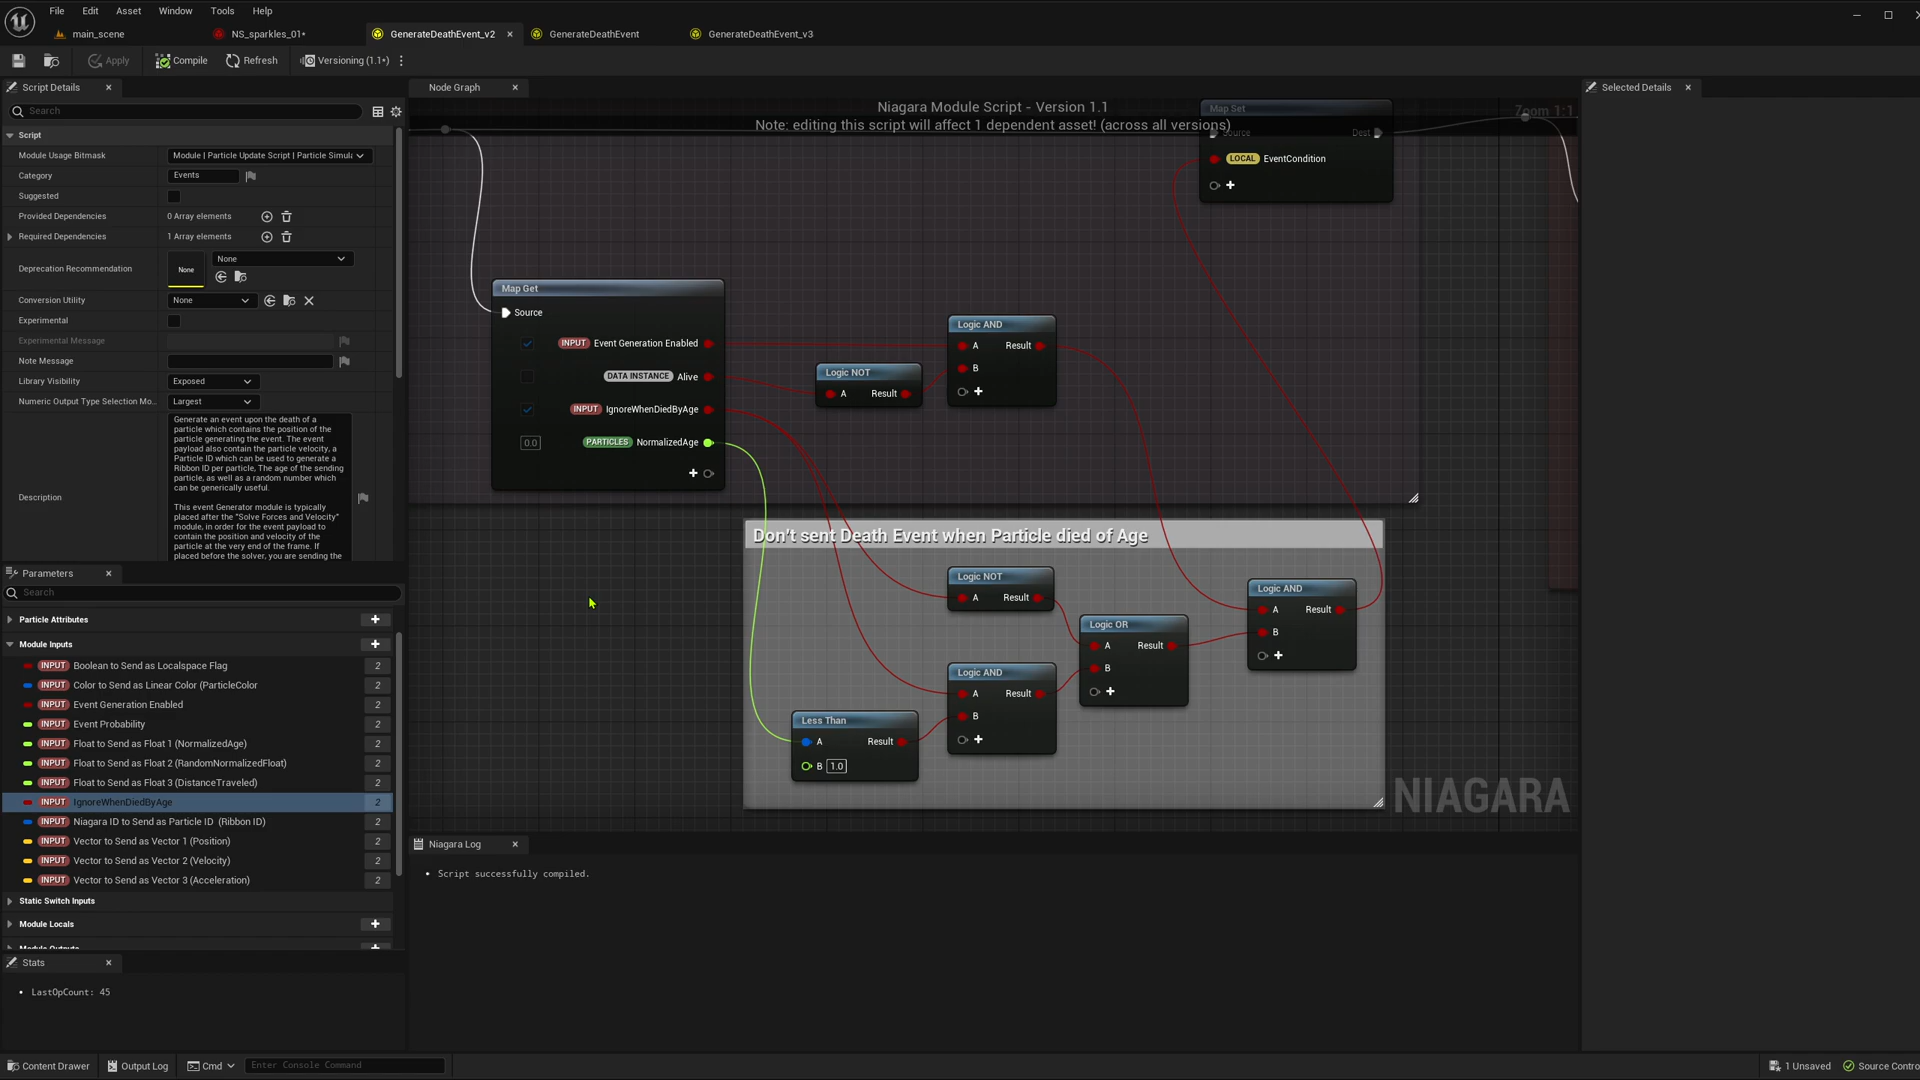 File Edit Asset Window Tools Help
main_scene NS_sparkles_01* GenerateDeathEvent_v2 GenerateDeathEvent GenerateDeathEvent_v3
Apply Compile Refresh Versioning (1.1*)
Script Details
Search
Script
Module Usage Bitmask Module | Particle Update Script | Particle Simula
Category Events
Suggested
Provided Dependencies 0 Array elements
Required Dependencies 1 Array elements
Deprecation Recommendation None None
Conversion Utility None
Experimental
Experimental Message
Note Message
Library Visibility Exposed
Numeric Output Type Selection Mo... Largest
Description
Generate an event upon the death of a
particle which contains the position of the
particle generating the event. The event
payload also contain the particle velocity, a
Particle ID which can be used to generate a
Ribbon ID per particle, The age of the sending
particle, as well as a random number which
can be generically useful.
This event Generator module is typically
placed after the "Solve Forces and Velocity"
module, in order for the event payload to
contain the position and velocity of the
particle at the very end of the frame. If
placed before the solver, you are sending the
Parameters
Search
Particle Attributes
Module Inputs
INPUT Boolean to Send as Localspace Flag 2
INPUT Color to Send as Linear Color (ParticleColor 2
INPUT Event Generation Enabled 2
INPUT Event Probability 2
INPUT Float to Send as Float 1 (NormalizedAge) 2
INPUT Float to Send as Float 2 (RandomNormalizedFloat) 2
INPUT Float to Send as Float 3 (DistanceTraveled) 2
INPUT IgnoreWhenDiedByAge 2
INPUT Niagara ID to Send as Particle ID (Ribbon ID) 2
INPUT Vector to Send as Vector 1 (Position) 2
INPUT Vector to Send as Vector 2 (Velocity) 2
INPUT Vector to Send as Vector 3 (Acceleration) 2
Static Switch Inputs
Module Locals
Module Outputs
Stats
LastOpCount: 45
Node Graph
Niagara Module Script - Version 1.1
Note: editing this script will affect 1 dependent asset! (across all versions)
Zoom 1:1
Map Set
Source Dest
LOCAL EventCondition
Map Get
Source
INPUT Event Generation Enabled
DATA INSTANCE Alive
INPUT IgnoreWhenDiedByAge
0.0 PARTICLES NormalizedAge
Logic NOT
A Result
Logic AND
A Result
B
Don't sent Death Event when Particle died of Age
Logic NOT
A Result
Logic AND
A Result
B
Less Than
A Result
B 1.0
Logic OR
A Result
B
Logic AND
A Result
B
NIAGARA
Niagara Log
Script successfully compiled.
Selected Details
Content Drawer Output Log Cmd Enter Console Command
1 Unsaved Source Contro